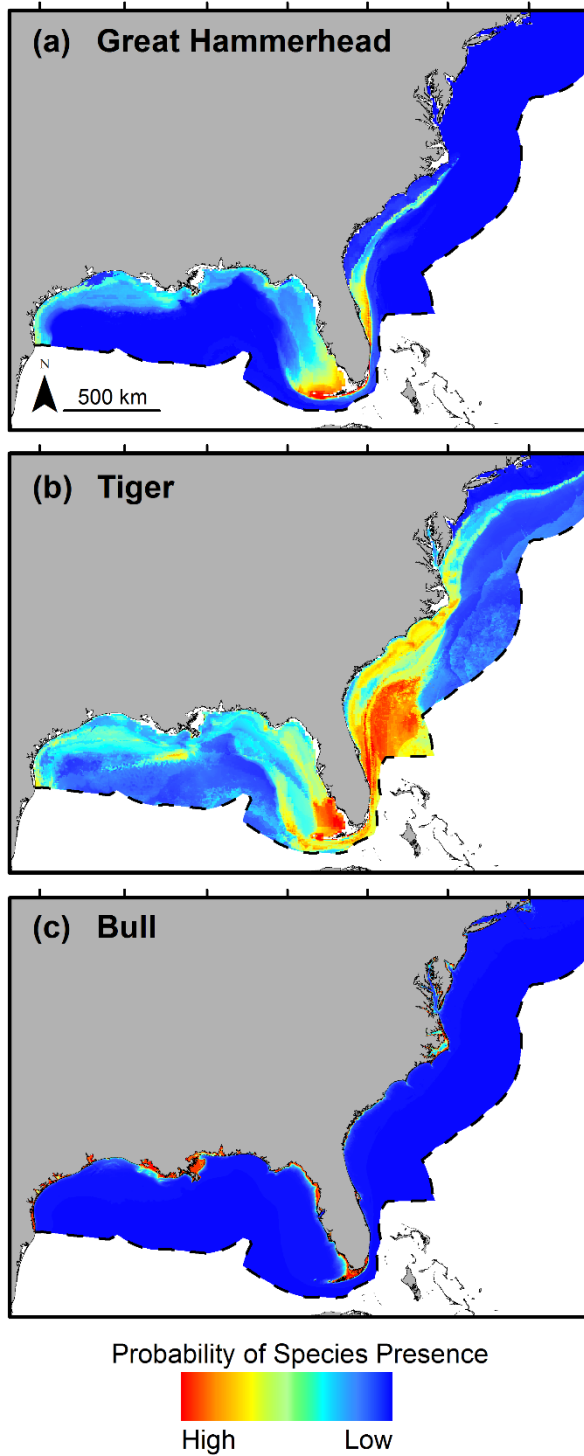 (a) Great Hammerhead
N
500 km
(b) Tiger
(c) Bull
Probability of Species Presence
High Low